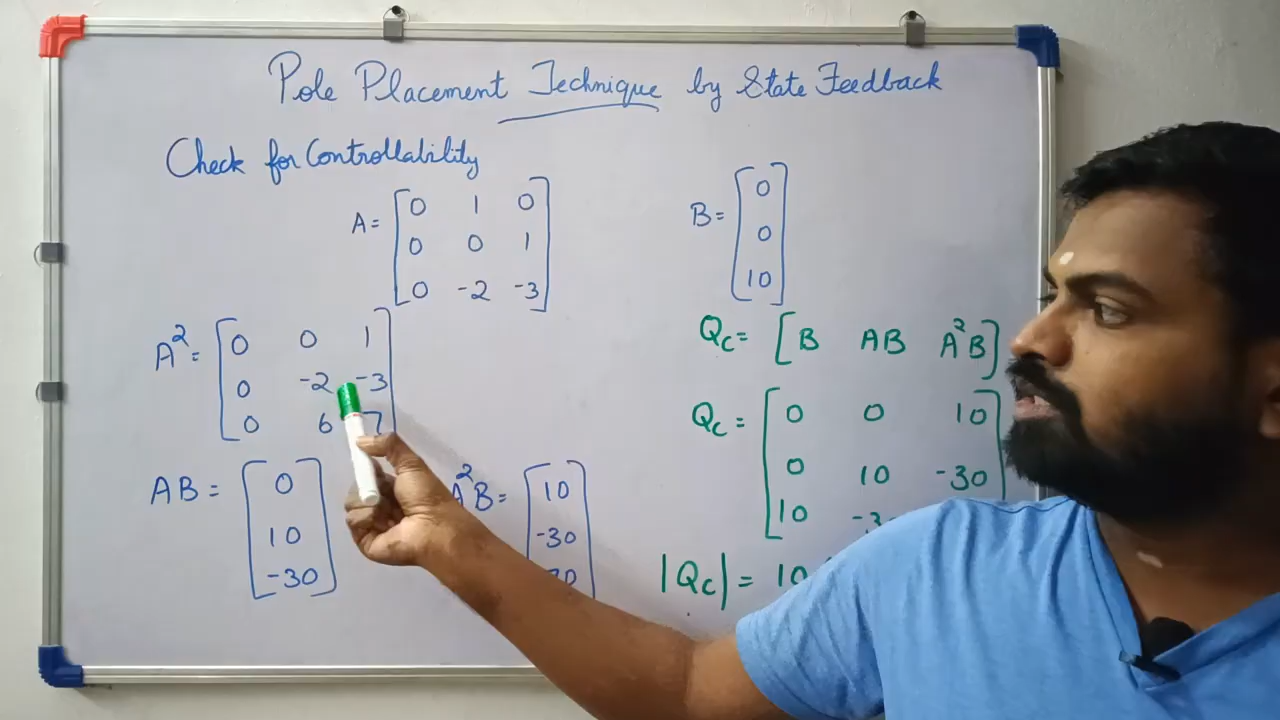 Pole Placement Technique by State Feedback
Check for Controllability
A = [0 1 0
0 0 1
0 -2 -3]
B = [0
0
10]
A² = [0 0 1
0 -2 -3
0 6 7]
Qc = [B AB A²B]
Qc = [0 0 10
0 10 -30
10
AB = [0
10
-30]
A²B = [10
-30
|Qc| = 10